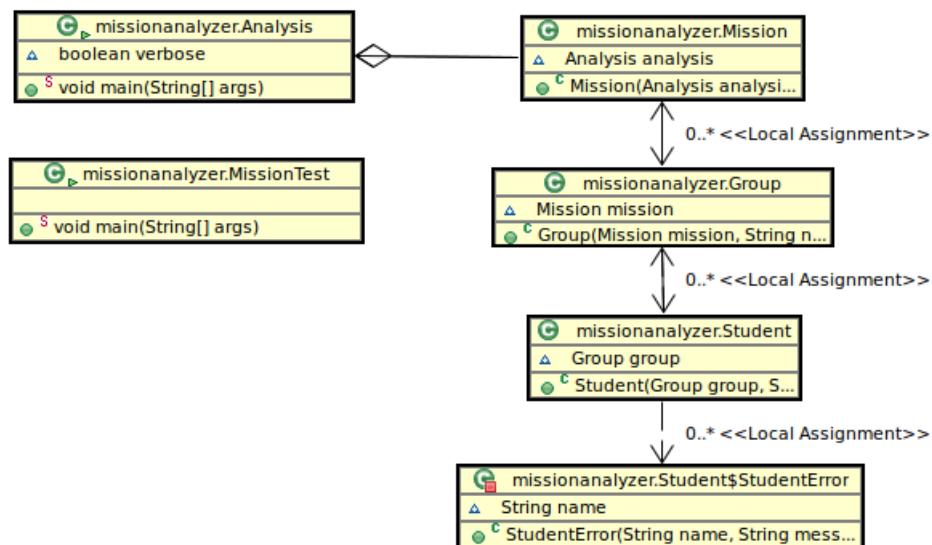 missionanalyzer.Analysis
boolean verbose
S void main(String[] args)
missionanalyzer.Mission
Analysis analysis
C Mission(Analysis analysi...
0..* <<Local Assignment>>
missionanalyzer.MissionTest
S void main(String[] args)
missionanalyzer.Group
Mission mission
C Group(Mission mission, String n...
0..* <<Local Assignment>>
missionanalyzer.Student
Group group
C Student(Group group, S...
0..* <<Local Assignment>>
missionanalyzer.Student$StudentError
String name
C StudentError(String name, String mess...